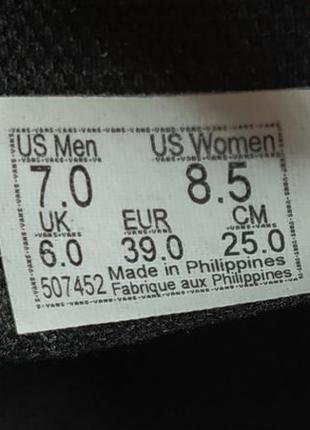 US Men US Women
7.0 8.5
UK EUR CM
6.0 39.0 25.0
507452 Made in Philippines
Fabrique aux Philippines